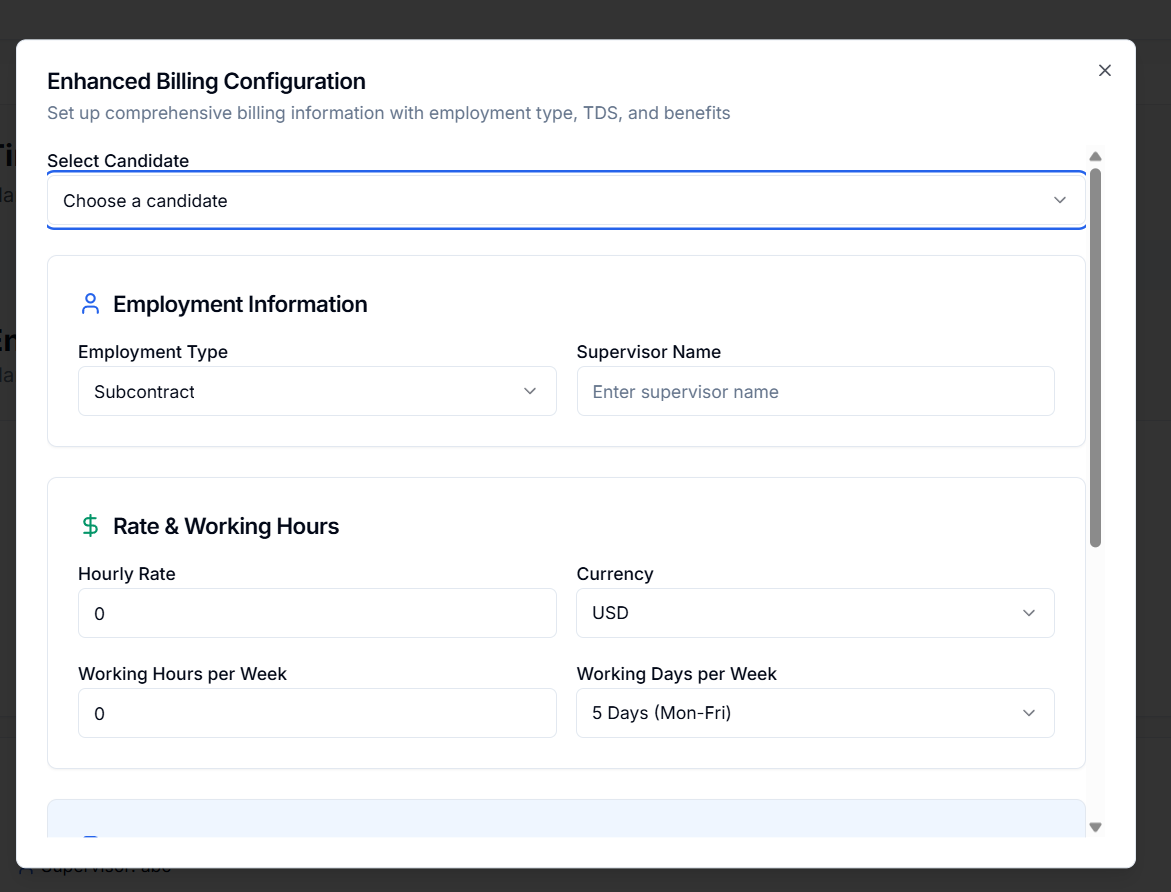 Enhanced Billing Configuration
Set up comprehensive billing information with employment type, TDS, and benefits
Select Candidate
Choose a candidate
Employment Information
Employment Type
Supervisor Name
Subcontract
Enter supervisor name
$ Rate & Working Hours
Hourly Rate
Currency
0
USD
Working Hours per Week
Working Days per Week
0
5 Days (Mon-Fri)